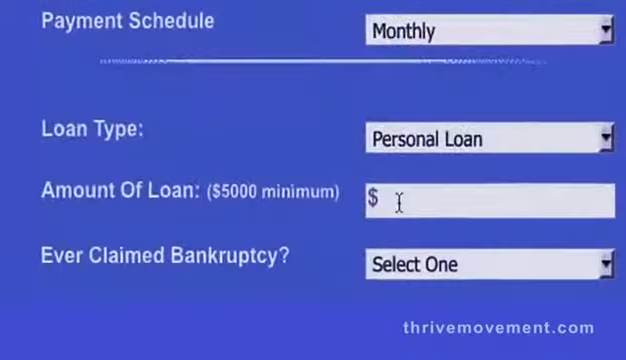 Payment Schedule
Monthly
Loan Type:
Personal Loan
Amount Of Loan: ($5000 minimum)
$
Ever Claimed Bankruptcy?
Select One
thrivemovement.com